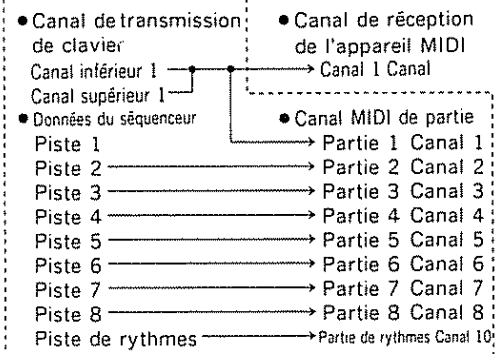 ● Canal de transmission
de clavier
Canal inférieur 1
Canal supérieur 1
● Canal de réception
de l'appareil MIDI
Canal 1 Canal
● Données du séquenceur
● Canal MIDI de partie
Piste 1
Partie 1 Canal 1
Piste 2
Partie 2 Canal 2
Piste 3
Partie 3 Canal 3
Piste 4
Partie 4 Canal 4
Piste 5
Partie 5 Canal 5
Piste 6
Partie 6 Canal 6
Piste 7
Partie 7 Canal 7
Piste 8
Partie 8 Canal 8
Piste de rythmes
Partie de rythmes Canal 10